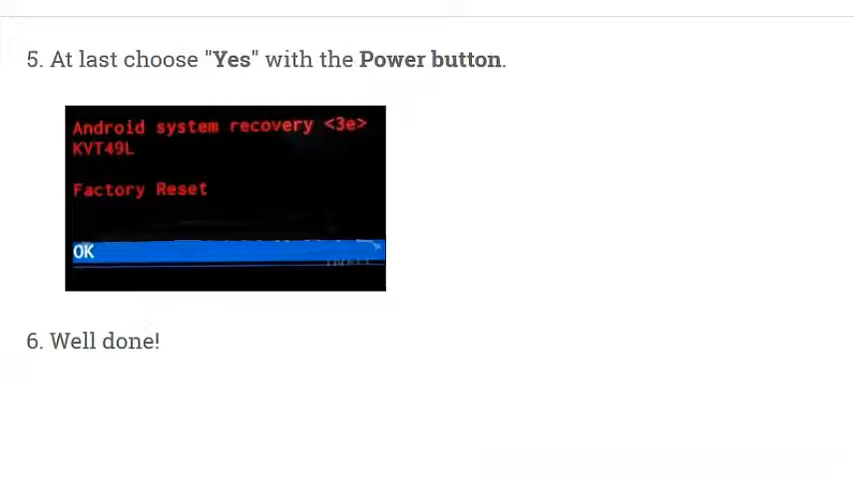 5. At last choose "Yes" with the Power button.
Android system recovery <3e>
KVT49L
Factory Reset
OK
6. Well done!